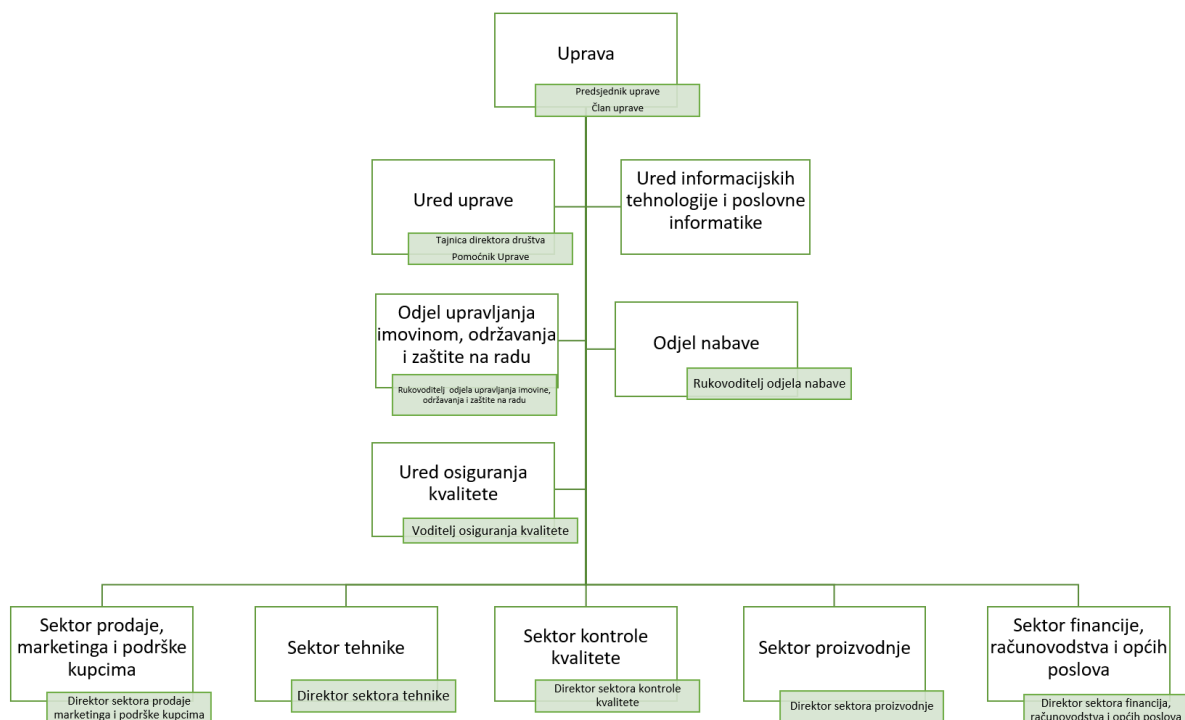 Uprava
Predsjednik uprave
Član uprave
Ured uprave
Tajnica direktora društva
Pomoćnik Uprave
Ured informacijskih
tehnologije i poslovne
informatike
Odjel upravljanja
imovinom, održavanja
i zaštite na radu
Rukovoditelj odjela upravljanja imovine,
održavanja i zaštite na radu
Odjel nabave
Rukovoditelj odjela nabave
Ured osiguranja
kvalitete
Voditelj osiguranja kvalitete
Sektor prodaje,
marketinga i podrške
kupcima
Direktor sektora prodaje
marketinga i podrške kupcima
Sektor tehnike
Direktor sektora tehnike
Sektor kontrole
kvalitete
Direktor sektora kontrole
kvalitete
Sektor proizvodnje
Direktor sektora proizvodnje
Sektor financije,
računovodstva i općih
poslova
Direktor sektora financija,
računovodstva i općih poslova